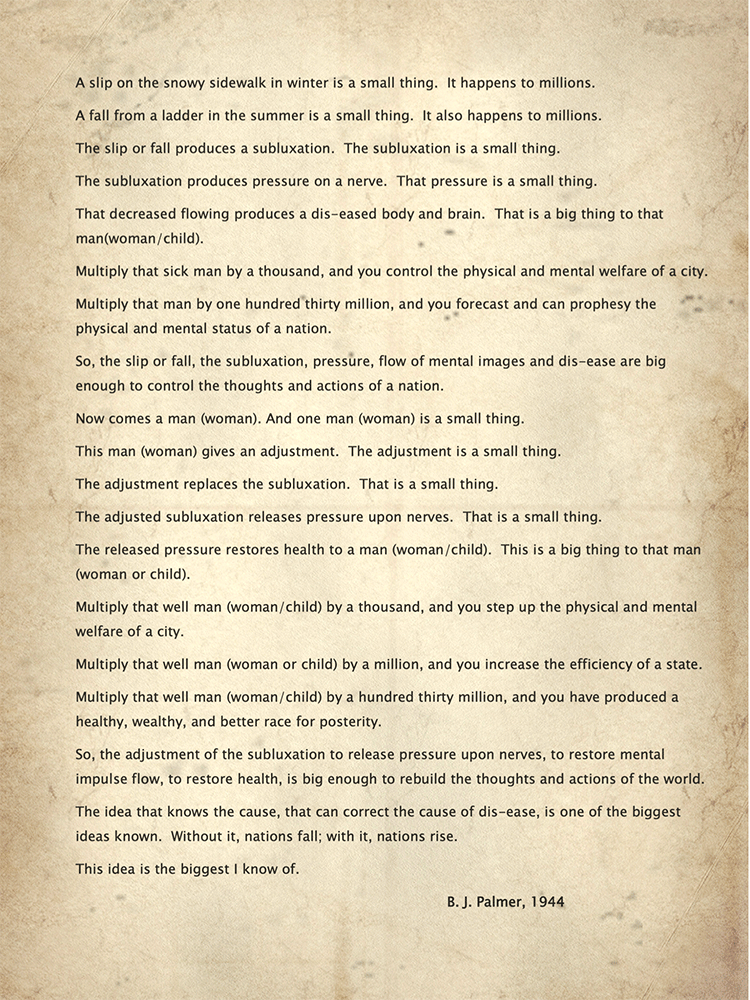 A slip on the snowy sidewalk in winter is a small thing.  It happens to millions.
A fall from a ladder in the summer is a small thing.  It also happens to millions.
The slip or fall produces a subluxation.  The subluxation is a small thing.
The subluxation produces pressure on a nerve.  That pressure is a small thing.
That decreased flowing produces a dis-eased body and brain.  That is a big thing to that
man(woman/child).
Multiply that sick man by a thousand, and you control the physical and mental welfare of a city.
Multiply that man by one hundred thirty million, and you forecast and can prophesy the
physical and mental status of a nation.
So, the slip or fall, the subluxation, pressure, flow of mental images and dis-ease are big
enough to control the thoughts and actions of a nation.
Now comes a man (woman). And one man (woman) is a small thing.
This man (woman) gives an adjustment.  The adjustment is a small thing.
The adjustment replaces the subluxation.  That is a small thing.
The adjusted subluxation releases pressure upon nerves.  That is a small thing.
The released pressure restores health to a man (woman/child).  This is a big thing to that man
(woman or child).
Multiply that well man (woman/child) by a thousand, and you step up the physical and mental
welfare of a city.
Multiply that well man (woman or child) by a million, and you increase the efficiency of a state.
Multiply that well man (woman/child) by a hundred thirty million, and you have produced a
healthy, wealthy, and better race for posterity.
So, the adjustment of the subluxation to release pressure upon nerves, to restore mental
impulse flow, to restore health, is big enough to rebuild the thoughts and actions of the world.
The idea that knows the cause, that can correct the cause of dis-ease, is one of the biggest
ideas known.  Without it, nations fall; with it, nations rise.
This idea is the biggest I know of.
B. J. Palmer, 1944